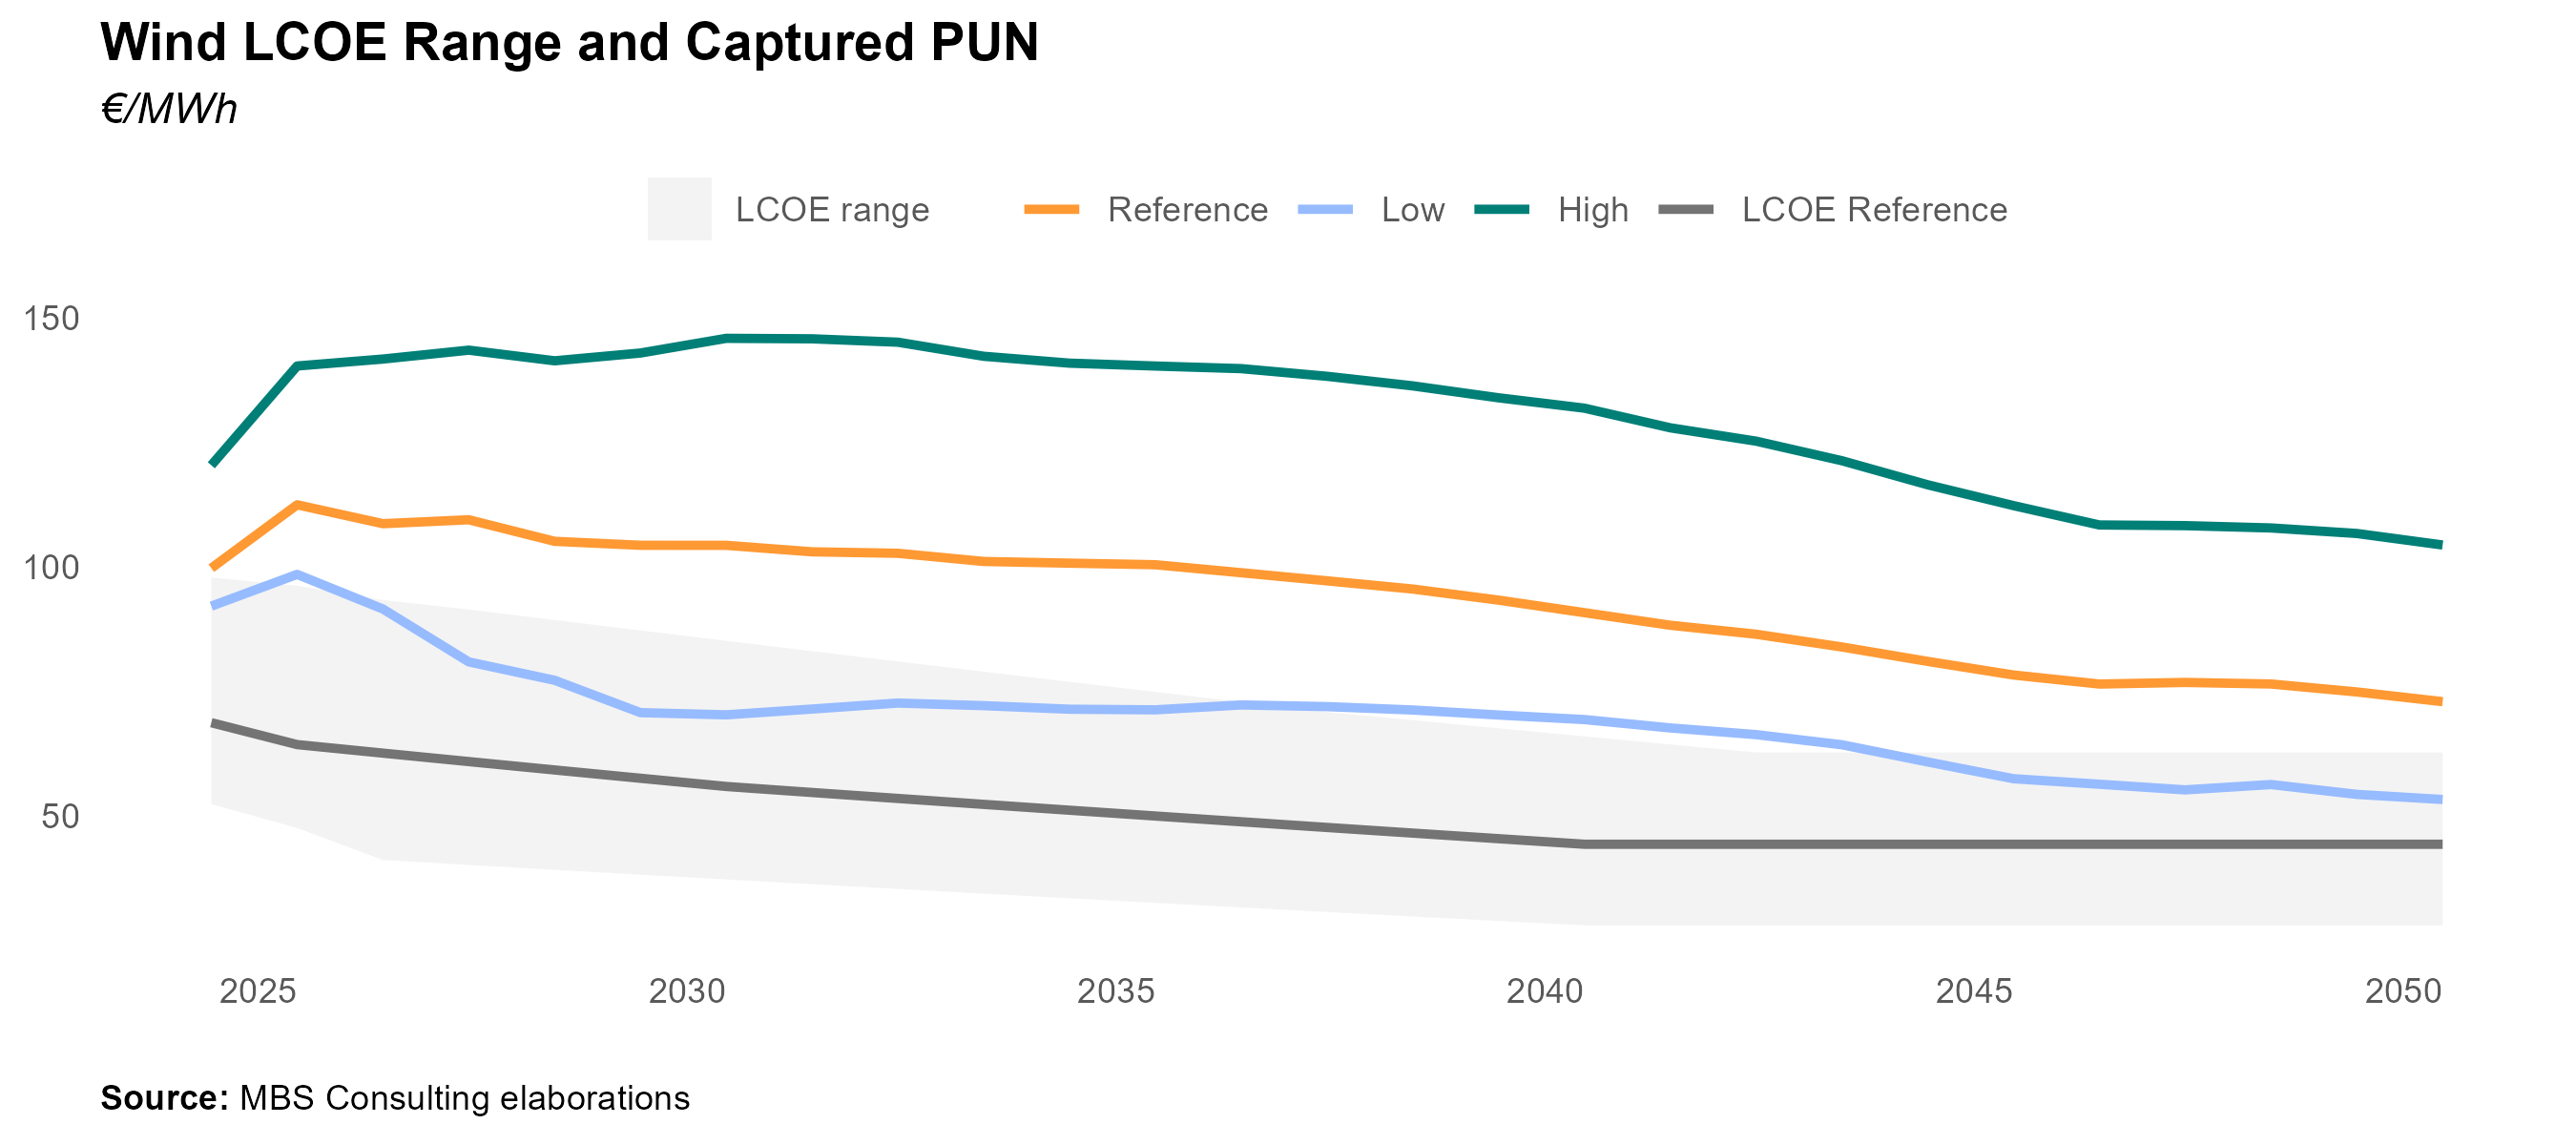 Wind LCOE Range and Captured PUN
€/MWh
LCOE range Reference Low High LCOE Reference
150
100
50
2025 2030 2035 2040 2045 2050
Source: MBS Consulting elaborations